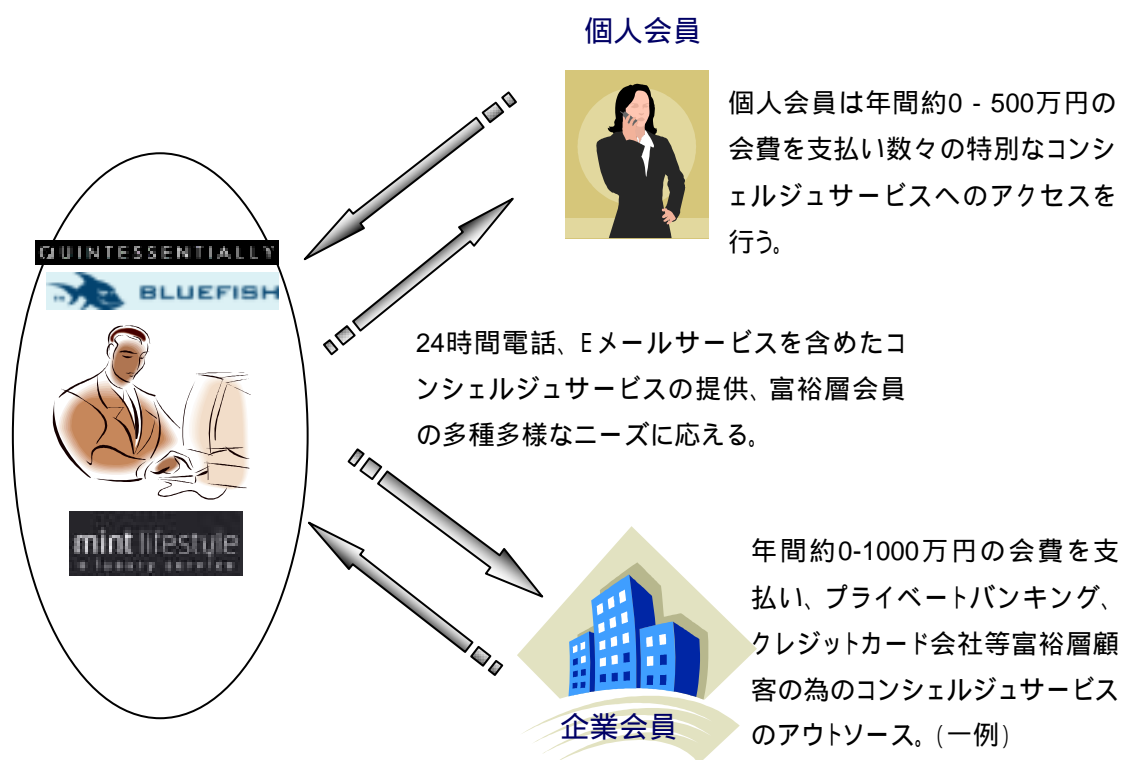 個人会員
個人会員は年間約0 - 500万円の
会費を支払い数々の特別なコンシ
ェルジュサービスへのアクセスを
行う。
QUINTESSENTIALLY
BLUEFISH
24時間電話、Eメールサービスを含めたコ
ンシェルジュサービスの提供、富裕層会員
の多種多様なニーズに応える。
mint lifestyle
a luxury service
年間約0-1000万円の会費を支
払い、プライベートバンキング、
クレジットカード会社等富裕層顧
客の為のコンシェルジュサービス
のアウトソース。(一例)
企業会員